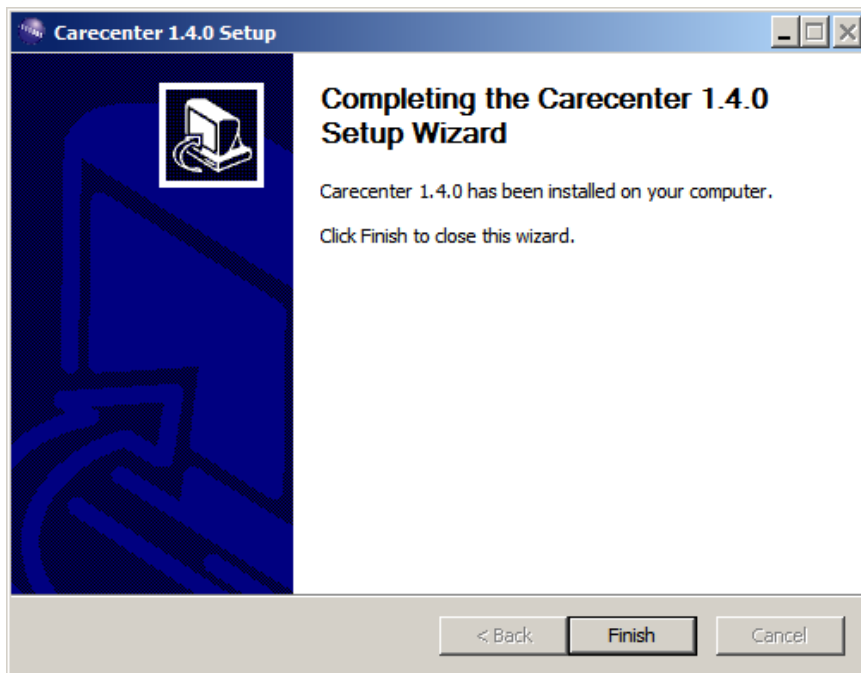 Carecenter 1.4.0 Setup
Completing the Carecenter 1.4.0
Setup Wizard
Carecenter 1.4.0 has been installed on your computer.
Click Finish to close this wizard.
< Back Finish Cancel